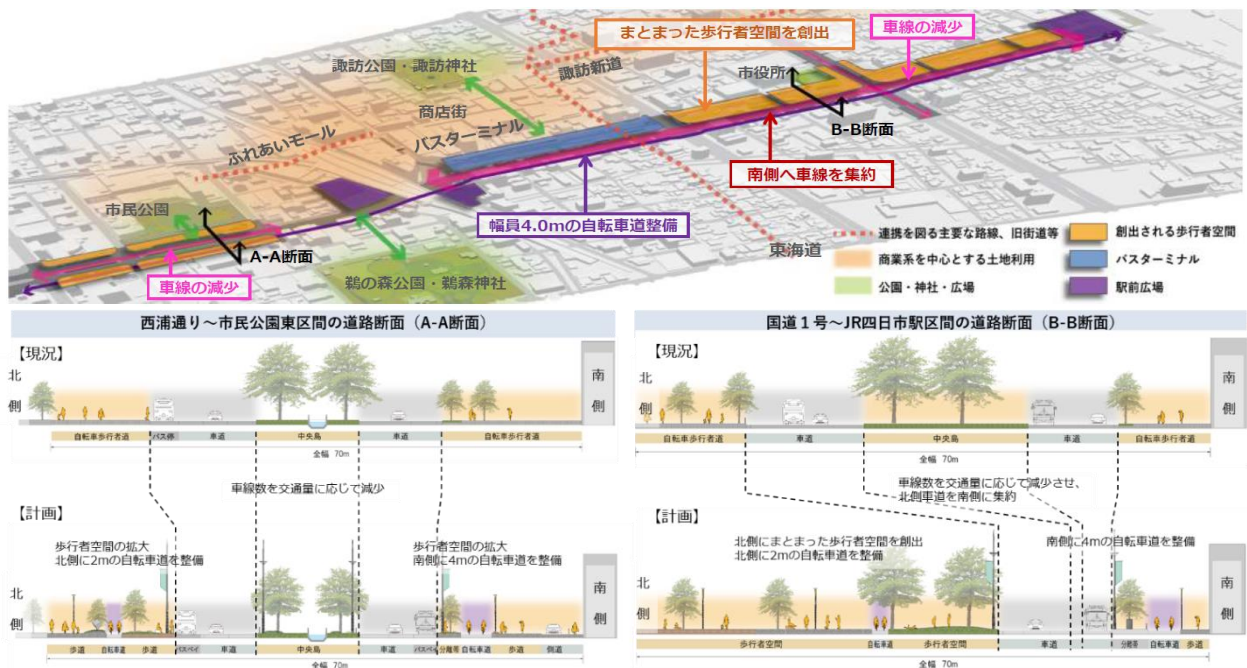 まとまった歩行者空間を創出
車線の減少
諏訪公園・諏訪神社
諏訪新道
市役所
商店街
バスターミナル
ふれあいモール
B-B断面
南側へ車線を集約
市民公園
幅員4.0mの自転車道整備
東海道
A-A断面
車線の減少
鵜の森公園・鵜森神社
連携を図る主要な路線、旧街道等
商業系を中心とする土地利用
公園・神社・広場
創出される歩行者空間
バスターミナル
駅前広場
西浦通り～市民公園東区間の道路断面（A-A断面）
【現況】
北側
南側
自転車歩行者道
バス停
車道
中央島
車道
自転車歩行者道
全幅 70m
車線数を交通量に応じて減少
【計画】
歩行者空間の拡大
北側に2mの自転車道を整備
歩行者空間の拡大
南側に4mの自転車道を整備
北側
南側
歩道
自転車道
歩道
バスベイ
車道
中央島
車道
バスベイ
分離帯
自転車道
歩道
側道
全幅 70m
国道１号～JR四日市駅区間の道路断面（B-B断面）
【現況】
北側
南側
自転車歩行者道
車道
中央島
車道
自転車歩行者道
全幅 70m
車線数を交通量に応じて減少させ、
北側車道を南側に集約
【計画】
北側にまとまった歩行者空間を創出
北側に2mの自転車道を整備
南側に4mの自転車道を整備
北側
南側
歩行者空間
自転車道
歩行者空間
車道
分離帯
自転車道
歩道
全幅 70m